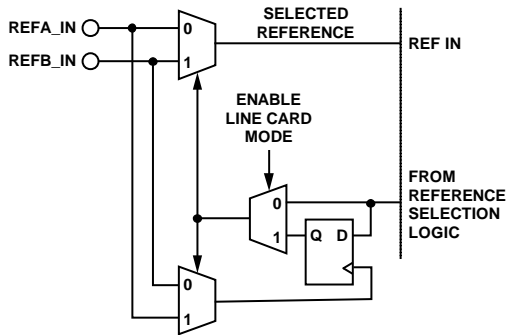 SELECTED
REFERENCE
REFA_IN
0
REFB_IN
1
REF IN
ENABLE
LINE CARD
MODE
0
1
Q D
FROM
REFERENCE
SELECTION
LOGIC
0
1